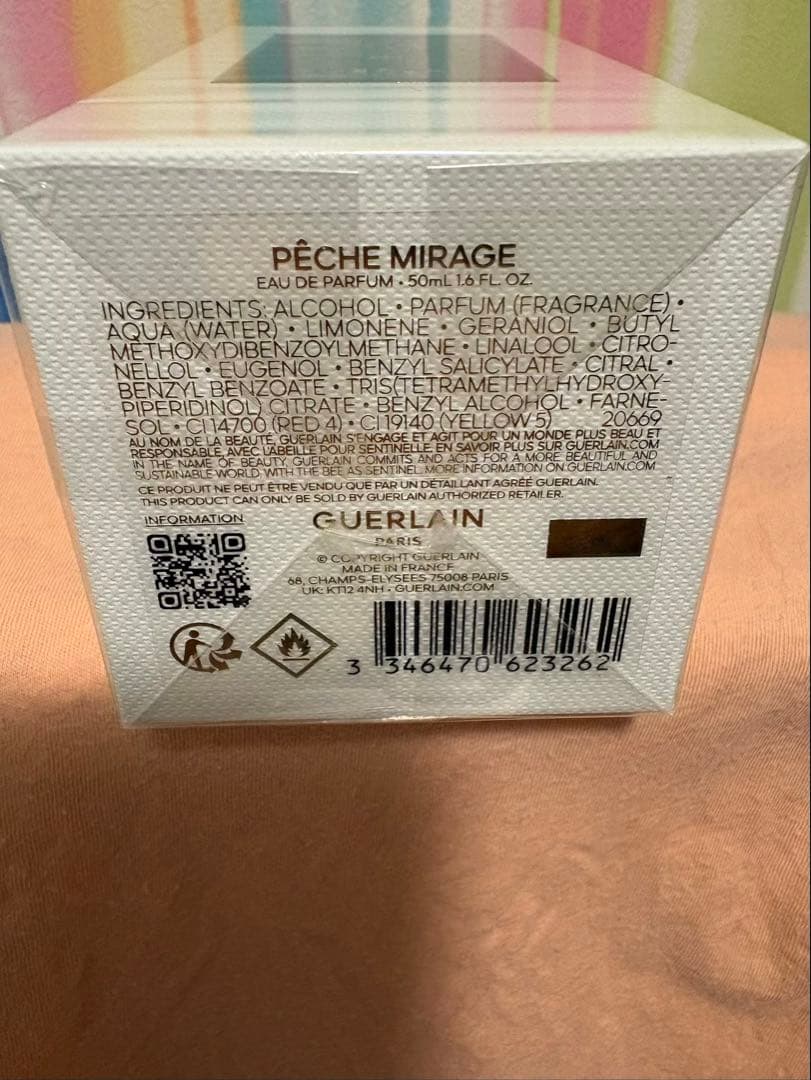 PÊCHE MIRAGE
EAU DE PARFUM • 50mL 1.6 FL. OZ.
INGREDIENTS: ALCOHOL • PARFUM (FRAGRANCE) •
AQUA (WATER) • LIMONENE • GERANIOL • BUTYL
METHOXYDIBENZOYLMETHANE • LINALOOL • CITRO-
NELLOL • EUGENOL • BENZYL SALICYLATE • CITRAL •
BENZYL BENZOATE • TRIS(TETRAMETHYLHYDROXY-
PIPERIDINOL) CITRATE • BENZYL ALCOHOL • FARNE-
SOL • CI 14700 (RED 4) • CI 19140 (YELLOW 5) 20669
AU NOM DE LA BEAUTÉ, GUERLAIN S'ENGAGE ET AGIT POUR UN MONDE PLUS BEAU ET
RESPONSABLE, AVEC L'ABEILLE POUR SENTINELLE. EN SAVOIR PLUS SUR GUERLAIN.COM
IN THE NAME OF BEAUTY, GUERLAIN COMMITS AND ACTS FOR A MORE BEAUTIFUL AND
SUSTAINABLE WORLD, WITH THE BEE AS SENTINEL. MORE INFORMATION ON GUERLAIN.COM
CE PRODUIT NE PEUT ÊTRE VENDU QUE PAR UN DÉTAILLANT AGRÉÉ GUERLAIN.
THIS PRODUCT CAN ONLY BE SOLD BY GUERLAIN AUTHORIZED RETAILER.
INFORMATION
GUERLAIN
PARIS
© COPYRIGHT GUERLAIN
MADE IN FRANCE
68, CHAMPS-ELYSEES 75008 PARIS
UK: KT12 4NH • GUERLAIN.COM
3 346470 623262